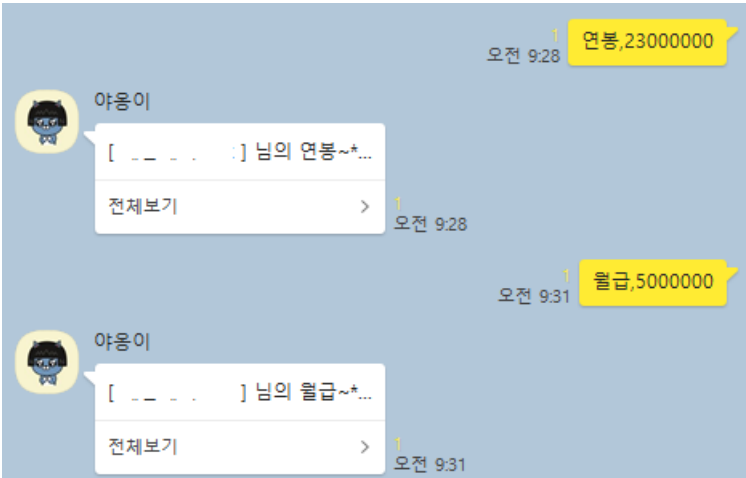 1
오전 9:28
연봉,23000000
야옹이
[ ] 님의 연봉~*...
전체보기
1
오전 9:28
1
오전 9:31
월급,5000000
야옹이
[ ] 님의 월급~*...
전체보기
1
오전 9:31